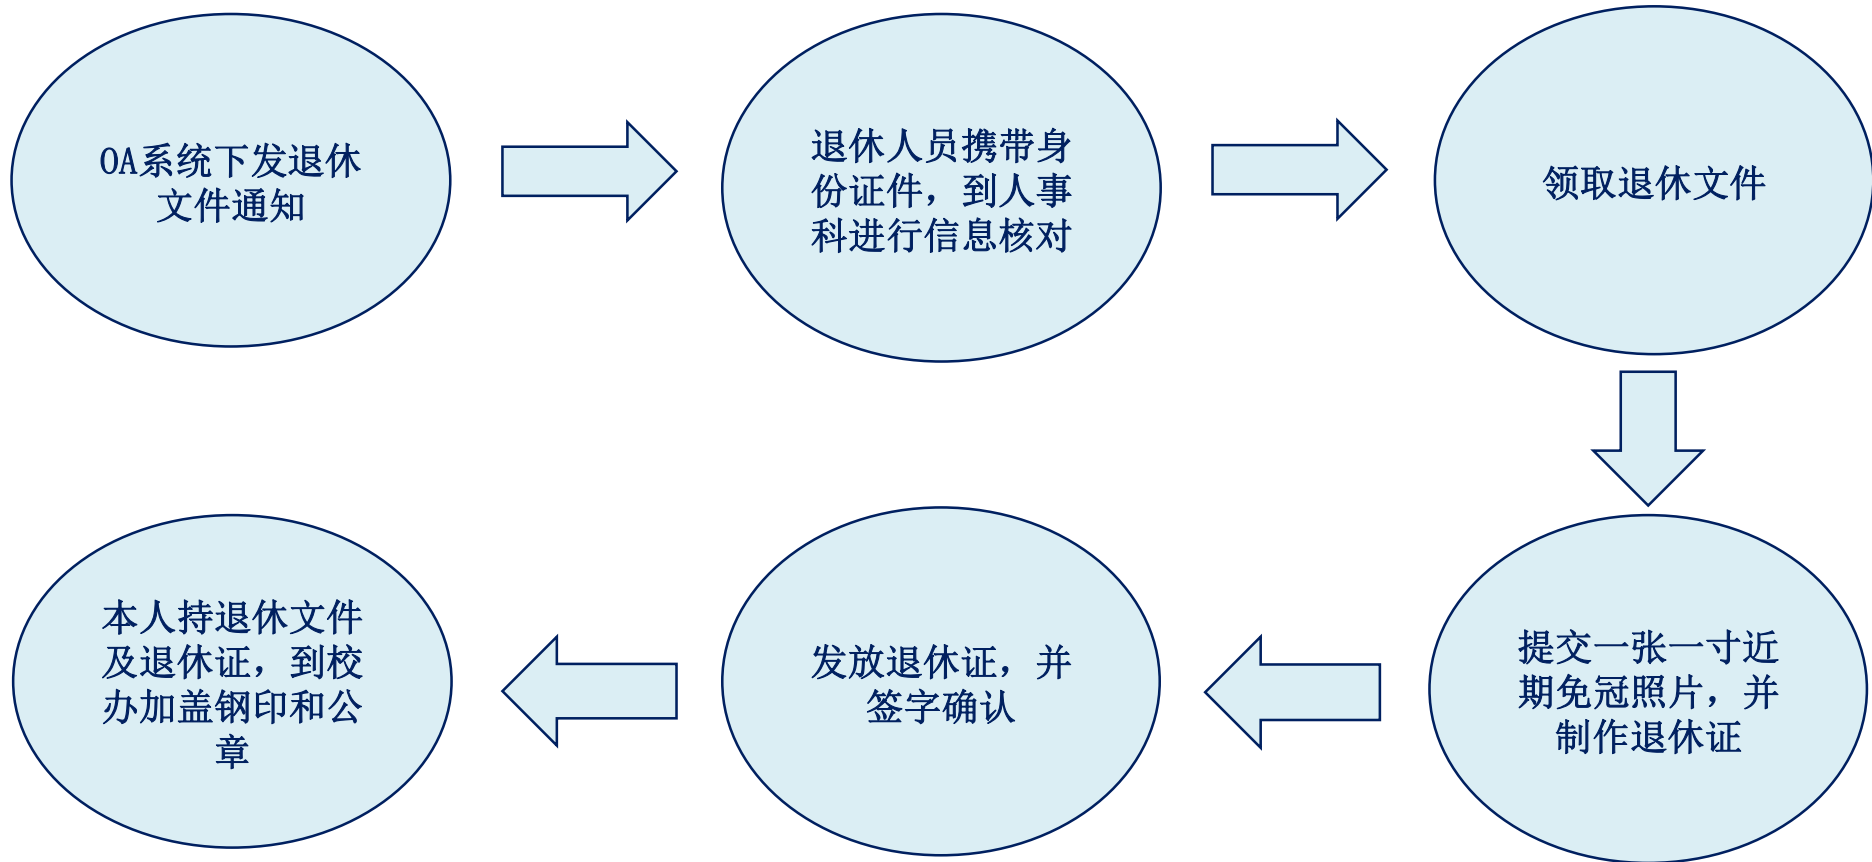 OA系统下发退休
文件通知
退休人员携带身
份证件，到人事
科进行信息核对
领取退休文件
提交一张一寸近
期免冠照片，并
制作退休证
发放退休证，并
签字确认
本人持退休文件
及退休证，到校
办加盖钢印和公
章